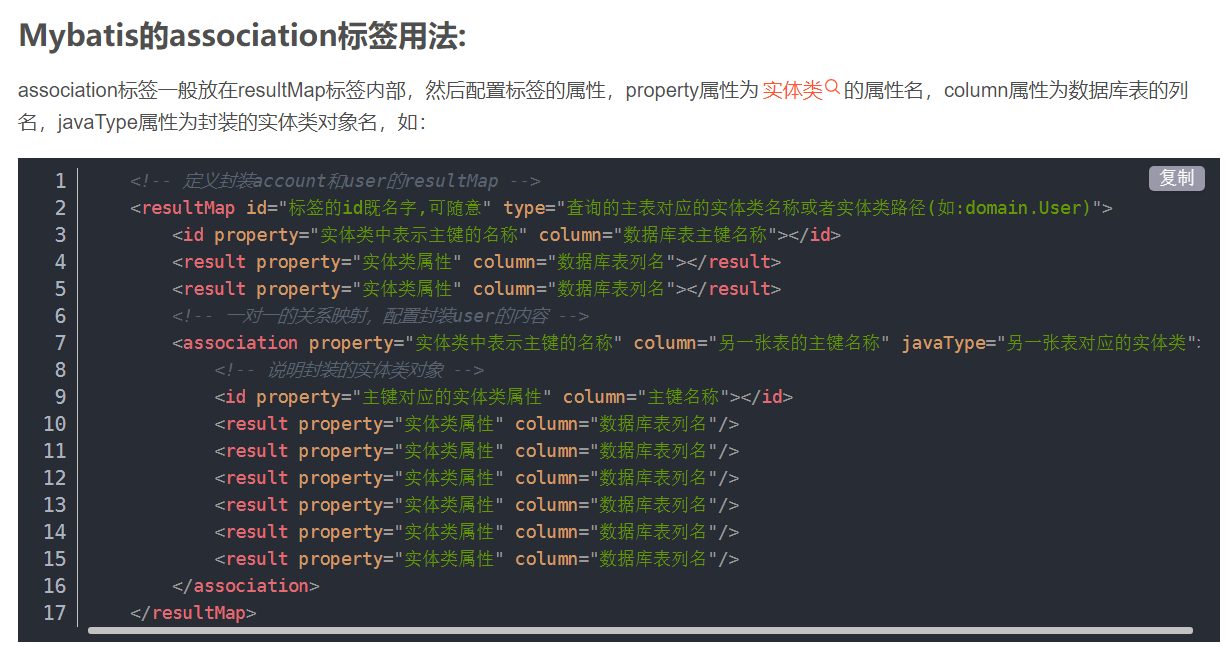 Mybatis的association标签用法:
association标签一般放在resultMap标签内部，然后配置标签的属性，property属性为 实体类 的属性名，column属性为数据库表的列
名，javaType属性为封装的实体类对象名，如：
复制
1 <!-- 定义封装account和user的resultMap -->
2 <resultMap id="标签的id既名字,可随意" type="查询的主表对应的实体类名称或者实体类路径(如:domain.User)">
3 <id property="实体类中表示主键的名称" column="数据库表主键名称"></id>
4 <result property="实体类属性" column="数据库表列名"></result>
5 <result property="实体类属性" column="数据库表列名"></result>
6 <!-- 一对一的关系映射，配置封装user的内容 -->
7 <association property="实体类中表示主键的名称" column="另一张表的主键名称" javaType="另一张表对应的实体类">
8 <!-- 说明封装的实体类对象 -->
9 <id property="主键对应的实体类属性" column="主键名称"></id>
10 <result property="实体类属性" column="数据库表列名"/>
11 <result property="实体类属性" column="数据库表列名"/>
12 <result property="实体类属性" column="数据库表列名"/>
13 <result property="实体类属性" column="数据库表列名"/>
14 <result property="实体类属性" column="数据库表列名"/>
15 <result property="实体类属性" column="数据库表列名"/>
16 </association>
17 </resultMap>